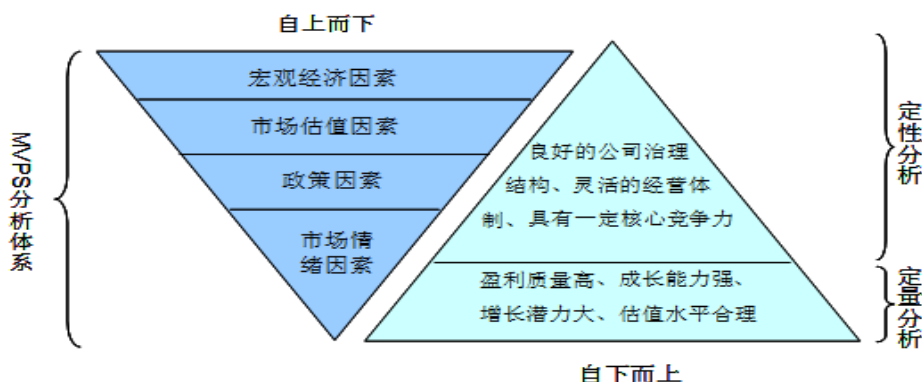 自上而下
MVPS分析体系
宏观经济因素
市场估值因素
政策因素
市场情
绪因素
良好的公司治理
结构、灵活的经营体
制、具有一定核心竞争力
盈利质量高、成长能力强、
增长潜力大、估值水平合理
定性分析
定量分析
自下而上